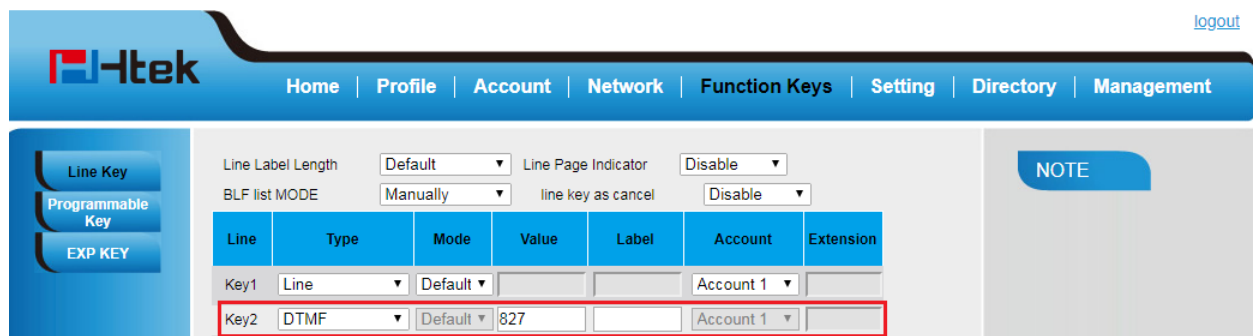 logout
Htek
Home | Profile | Account | Network | Function Keys | Setting | Directory | Management
Line Key
Programmable Key
EXP KEY
Line Label Length Default Line Page Indicator Disable
BLF list MODE Manually line key as cancel Disable
NOTE
Line Type Mode Value Label Account Extension
Key1 Line Default Account 1
Key2 DTMF Default 827 Account 1